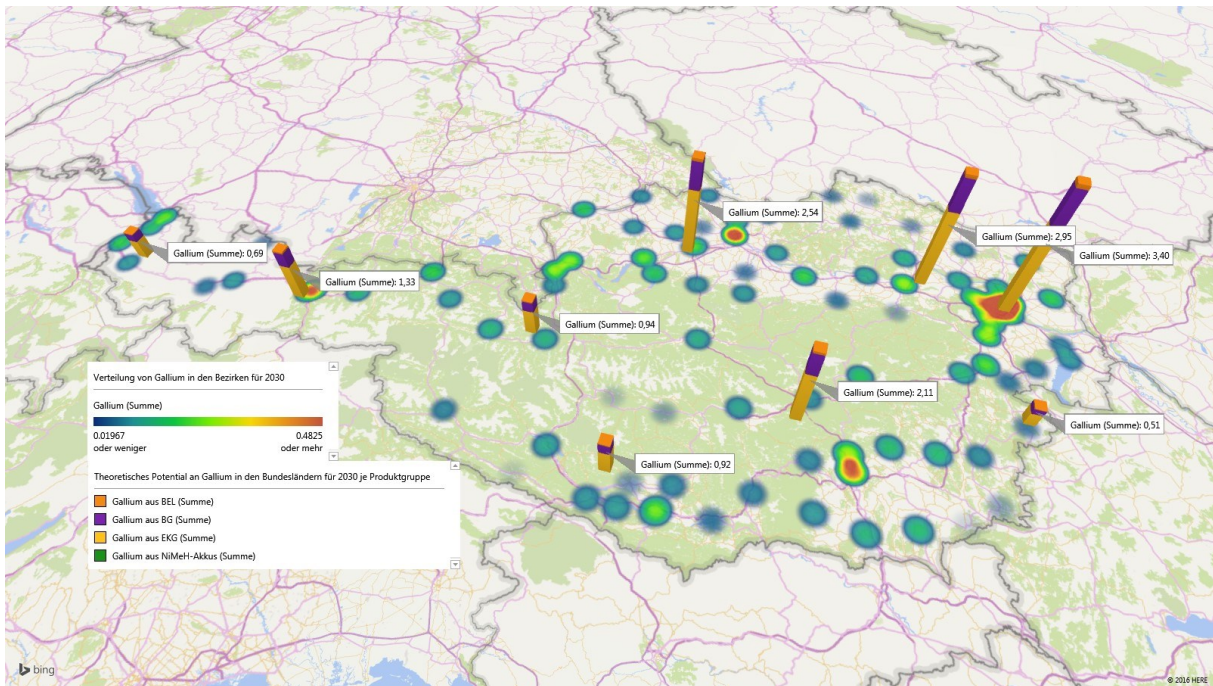 Gallium (Summe): 2,54
Gallium (Summe): 2,95
Gallium (Summe): 3,40
Gallium (Summe): 0,69
Gallium (Summe): 1,33
Gallium (Summe): 0,94
Gallium (Summe): 2,11
Gallium (Summe): 0,51
Gallium (Summe): 0,92
Verteilung von Gallium in den Bezirken für 2030
Gallium (Summe)
0.01967 0.4825
oder weniger oder mehr
Theoretisches Potential an Gallium in den Bundesländern für 2030 je Produktgruppe
Gallium aus BEL (Summe)
Gallium aus BG (Summe)
Gallium aus EKG (Summe)
Gallium aus NiMeH-Akkus (Summe)
bing
© 2016 HERE